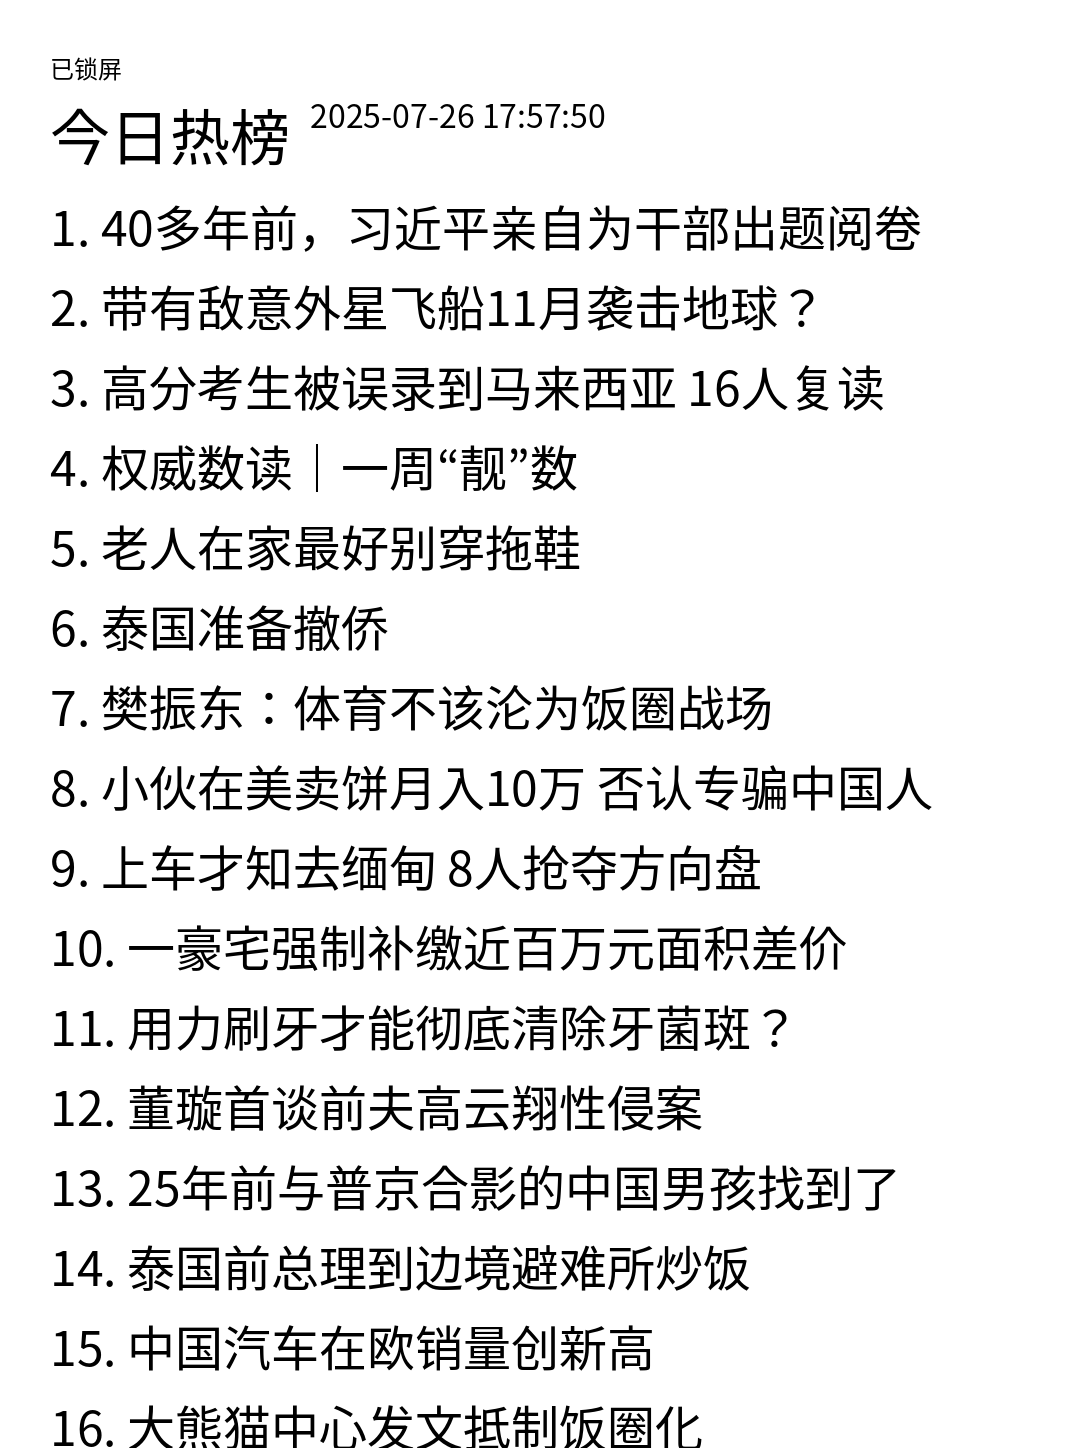 已锁屏
今日热榜 2025-07-26 17:57:50
1. 40多年前，习近平亲自为干部出题阅卷
2. 带有敌意外星飞船11月袭击地球？
3. 高分考生被误录到马来西亚 16人复读
4. 权威数读｜一周“靓”数
5. 老人在家最好别穿拖鞋
6. 泰国准备撤侨
7. 樊振东：体育不该沦为饭圈战场
8. 小伙在美卖饼月入10万 否认专骗中国人
9. 上车才知去缅甸 8人抢夺方向盘
10. 一豪宅强制补缴近百万元面积差价
11. 用力刷牙才能彻底清除牙菌斑？
12. 董璇首谈前夫高云翔性侵案
13. 25年前与普京合影的中国男孩找到了
14. 泰国前总理到边境避难所炒饭
15. 中国汽车在欧销量创新高
16. 大熊猫中心发文抵制饭圈化